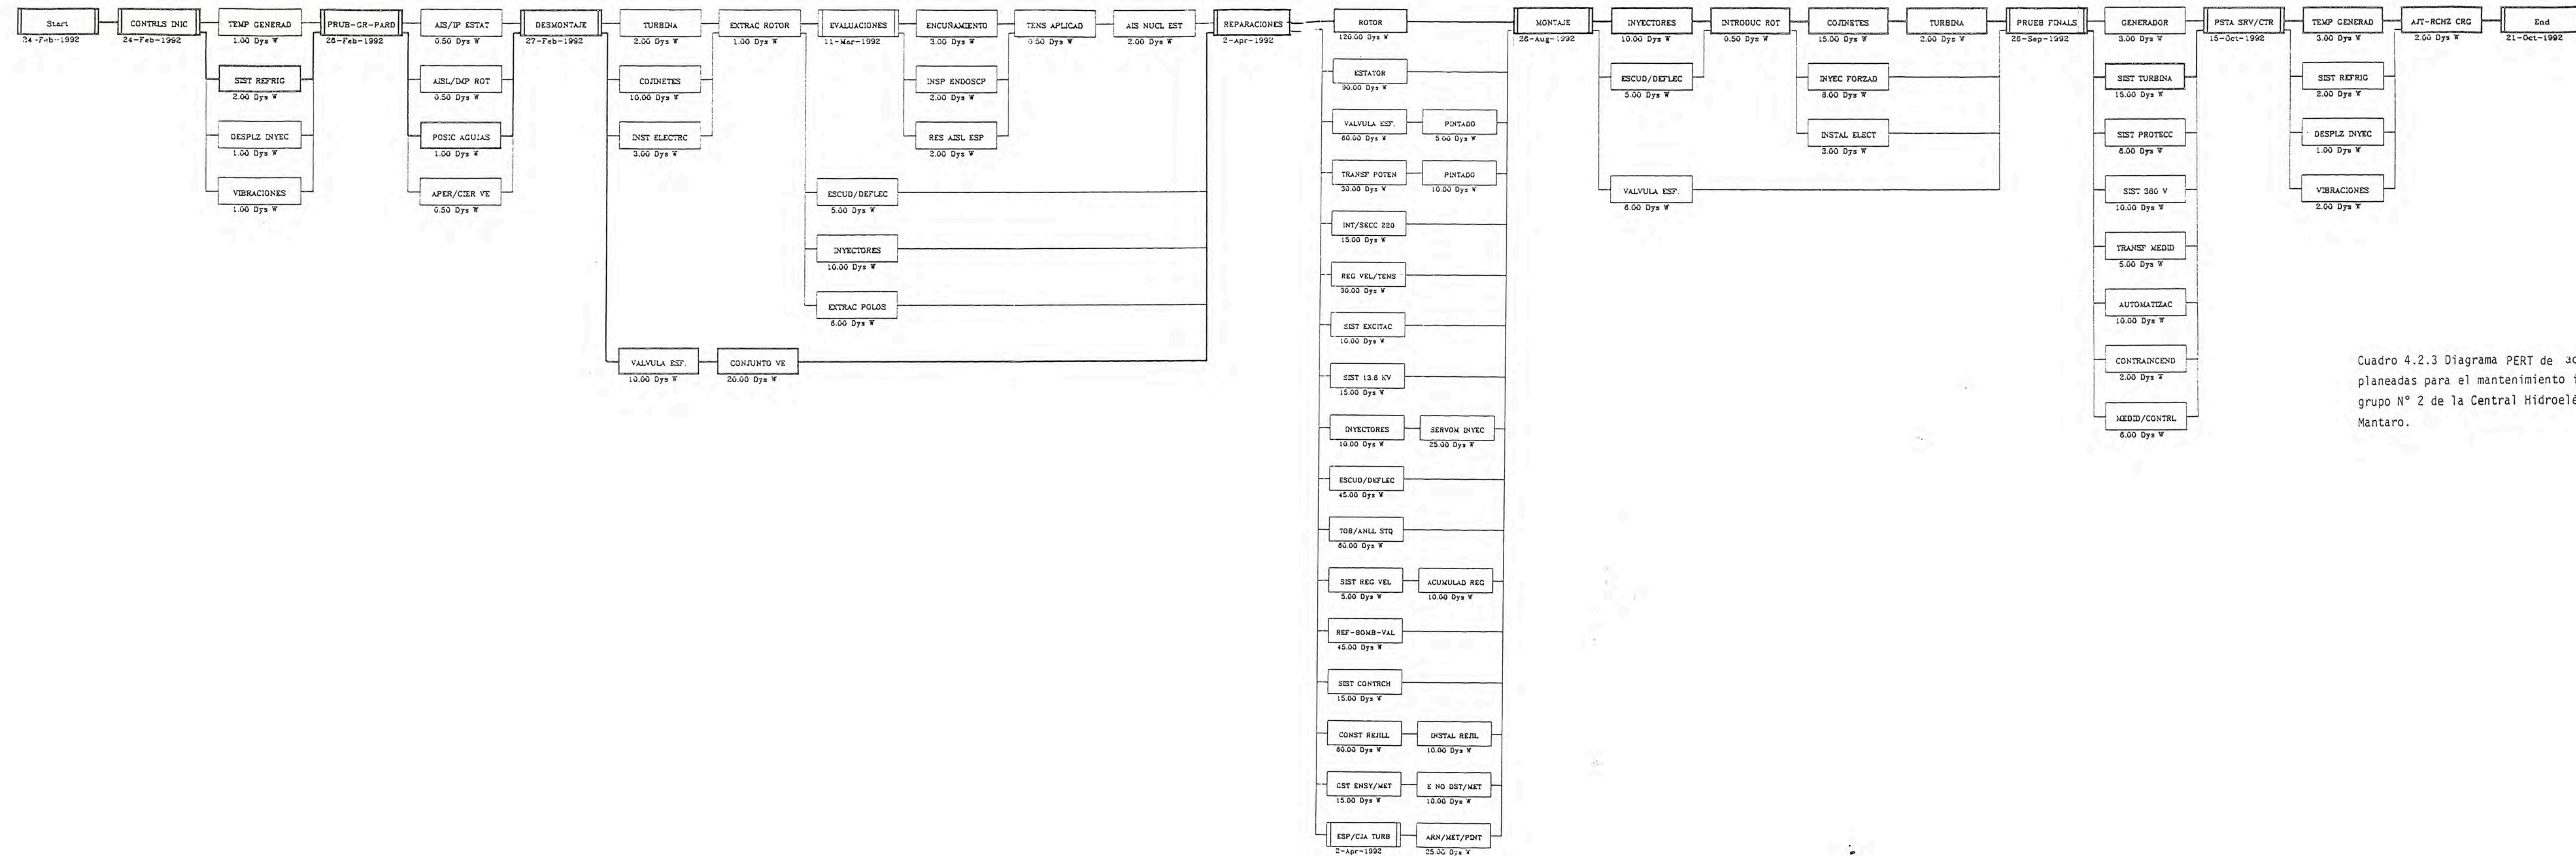 Start
24-Feb-1992
CONTRLS INIC
24-Feb-1992
TEMP GENERAD
1.00 Dys W
SIST REFRIG
2.00 Dys W
DESPLZ INYEC
1.00 Dys W
VIBRACIONES
1.00 Dys W
PRUB-GR-PARD
26-Feb-1992
AIS/IP ESTAT
0.50 Dys W
AISL/IMP ROT
0.50 Dys W
POSIC AGUJAS
1.00 Dys W
APER/CIER VE
0.50 Dys W
DESMONTAJE
27-Feb-1992
TURBINA
2.00 Dys W
COJINETES
10.00 Dys W
INST ELECTRC
3.00 Dys W
VALVULA ESF.
10.00 Dys W
EXTRAC ROTOR
1.00 Dys W
CONJUNTO VE
20.00 Dys W
EVALUACIONES
11-Mar-1992
ESCUD/DEFLEC
5.00 Dys W
INYECTORES
10.00 Dys W
EXTRAC POLOS
6.00 Dys W
ENCUÑAMIENTO
3.00 Dys W
INSP ENDOSCP
2.00 Dys W
RES AISL ESP
2.00 Dys W
TENS APLICAD
0.50 Dys W
AIS NUCL EST
2.00 Dys W
REPARACIONES
2-Apr-1992
ROTOR
120.00 Dys W
ESTATOR
90.00 Dys W
VALVULA ESF.
60.00 Dys W
PINTADO
5.00 Dys W
TRANSF POTEN
30.00 Dys W
PINTADO
10.00 Dys W
INT/SECC 220
15.00 Dys W
REG VEL/TENS
30.00 Dys W
SIST EXCITAC
10.00 Dys W
SIST 13.8 KV
15.00 Dys W
INYECTORES
10.00 Dys W
SERVOM INYEC
25.00 Dys W
ESCUD/DEFLEC
45.00 Dys W
TOB/ANLL STQ
60.00 Dys W
SIST REG VEL
5.00 Dys W
ACUMULAD REG
10.00 Dys W
REF-BOMB-VAL
45.00 Dys W
SIST CONTRCH
15.00 Dys W
CONST REJILL
60.00 Dys W
INSTAL REJIL
10.00 Dys W
CST ENSY/MET
15.00 Dys W
E NO DST/MET
10.00 Dys W
ESP/CJA TURB
2-Apr-1992
ARN/MET/PINT
25.00 Dys W
MONTAJE
26-Aug-1992
INYECTORES
10.00 Dys W
ESCUD/DEFLEC
5.00 Dys W
VALVULA ESF.
6.00 Dys W
INTRODUC ROT
0.50 Dys W
COJINETES
15.00 Dys W
INYEC FORZAD
8.00 Dys W
INSTAL ELECT
3.00 Dys W
TURBINA
2.00 Dys W
PRUEB FINALS
26-Sep-1992
GENERADOR
3.00 Dys W
SIST TURBINA
15.00 Dys W
SIST PROTECC
6.00 Dys W
SIST 380 V
10.00 Dys W
TRANSF MEDID
5.00 Dys W
AUTOMATIZAC
10.00 Dys W
CONTRAINCEND
2.00 Dys W
MEDID/CONTRL
6.00 Dys W
PSTA SRV/CTR
15-Oct-1992
TEMP GENERAD
3.00 Dys W
SIST REFRIG
2.00 Dys W
DESPLZ INYEC
1.00 Dys W
VIBRACIONES
2.00 Dys W
AJT-RCHZ CRG
2.00 Dys W
End
21-Oct-1992
Cuadro 4.2.3 Diagrama PERT de
planeadas para el mantenimiento
grupo N° 2 de la Central
Mantaro.